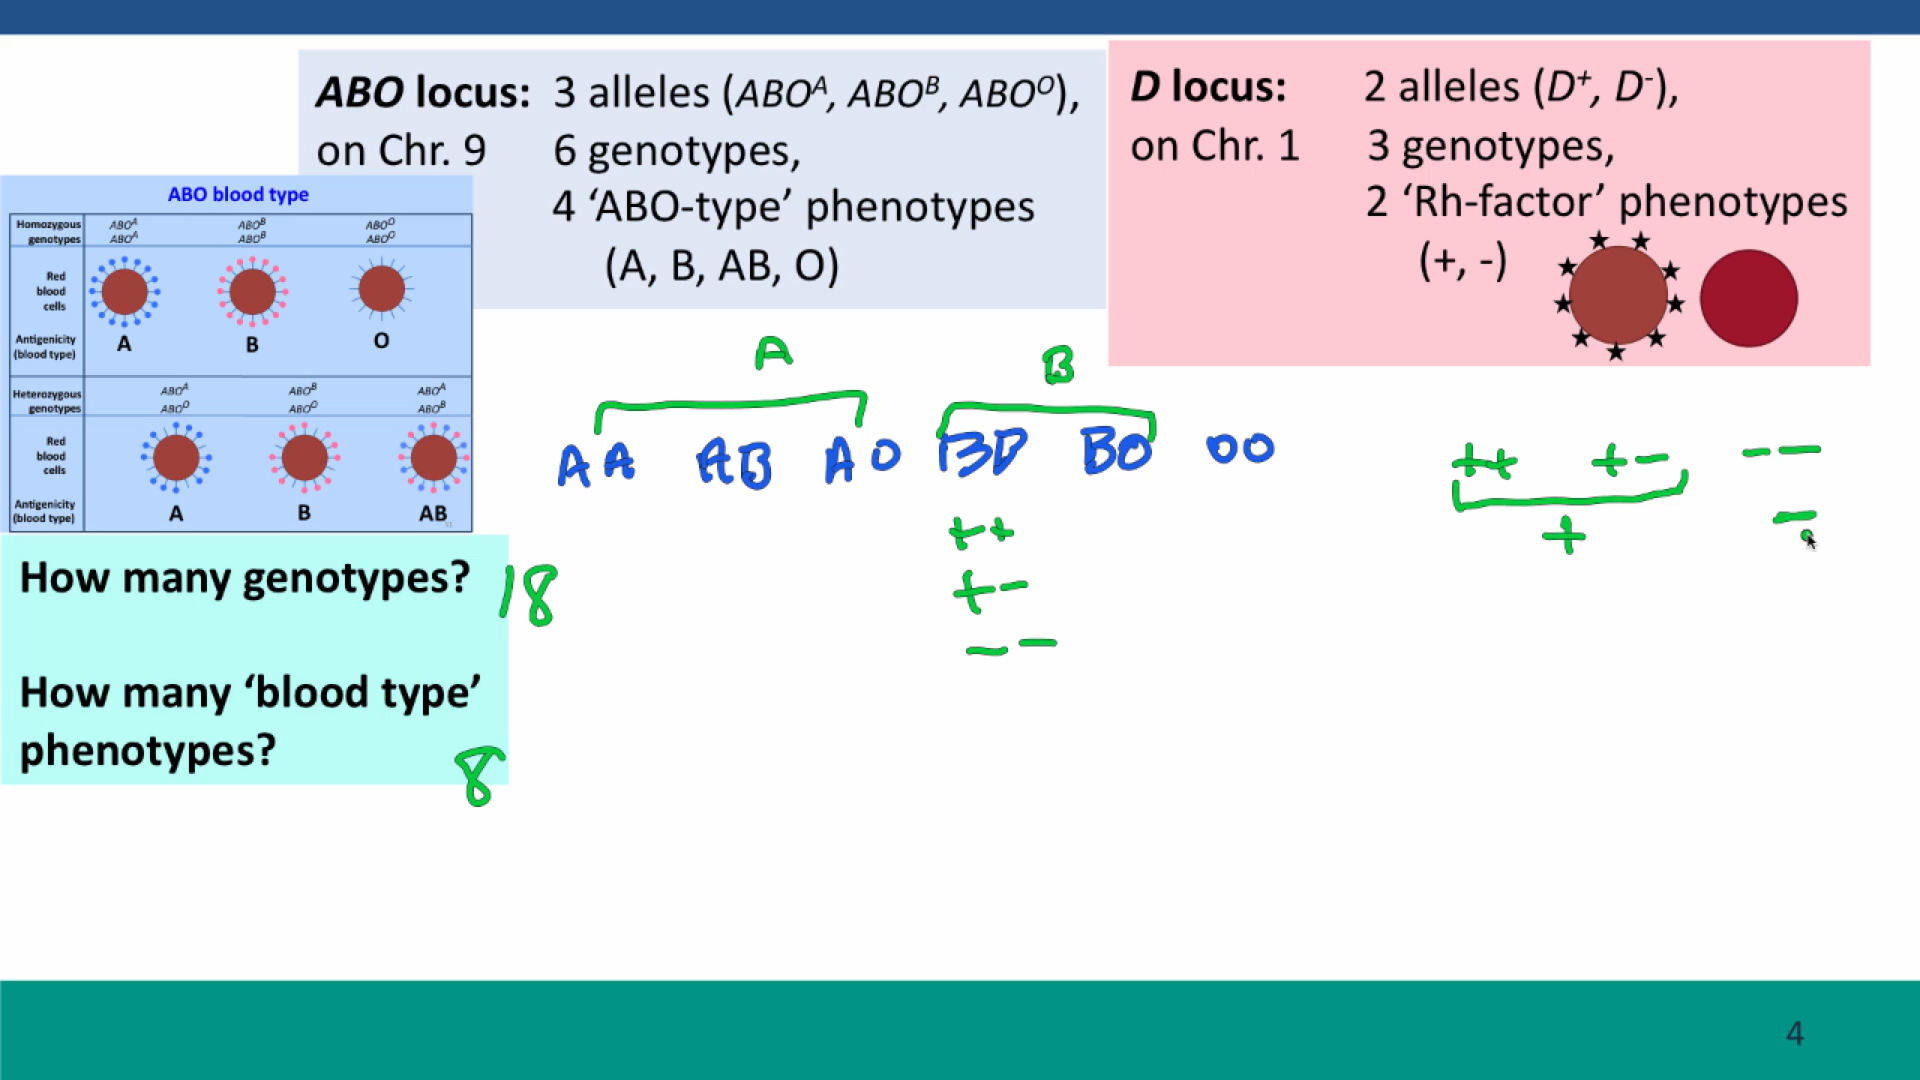 ABO locus: 3 alleles (ABOᴬ, ABOᴮ, ABOᴼ),
on Chr. 9 6 genotypes,
4 ‘ABO-type’ phenotypes
(A, B, AB, O)
D locus: 2 alleles (D⁺, D⁻),
on Chr. 1 3 genotypes,
2 ‘Rh-factor’ phenotypes
(+, -)
ABO blood type
Homozygous genotypes
ABOᴬ ABOᴮ ABOᴼ
ABOᴬ ABOᴮ ABOᴼ
Red
blood
cells
Antigenicity
(blood type)
A B O
Heterozygous
genotypes
ABOᴬ ABOᴮ ABOᴬ
ABOᴼ ABOᴼ ABOᴮ
Red
blood
cells
Antigenicity
(blood type)
A B AB
A B
AA AB AO BB BO OO
++ +- --
+ -
++
+-
--
How many genotypes? 18
How many ‘blood type’
phenotypes? 8
4